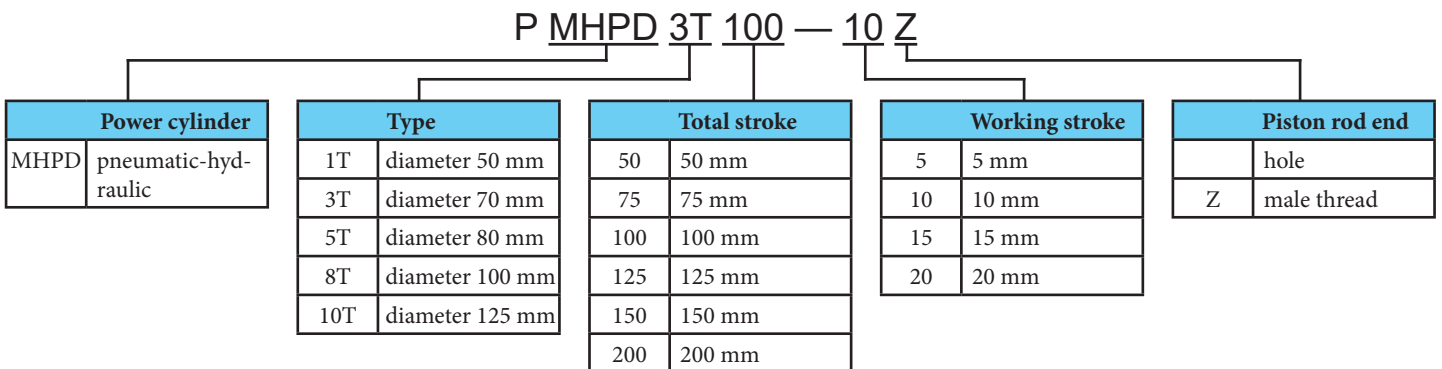 P MHPD 3T 100 — 10 Z
Power cylinder
MHPD pneumatic-hyd-
raulic
Type
1T diameter 50 mm
3T diameter 70 mm
5T diameter 80 mm
8T diameter 100 mm
10T diameter 125 mm
Total stroke
50 50 mm
75 75 mm
100 100 mm
125 125 mm
150 150 mm
200 200 mm
Working stroke
5 5 mm
10 10 mm
15 15 mm
20 20 mm
Piston rod end
hole
Z male thread